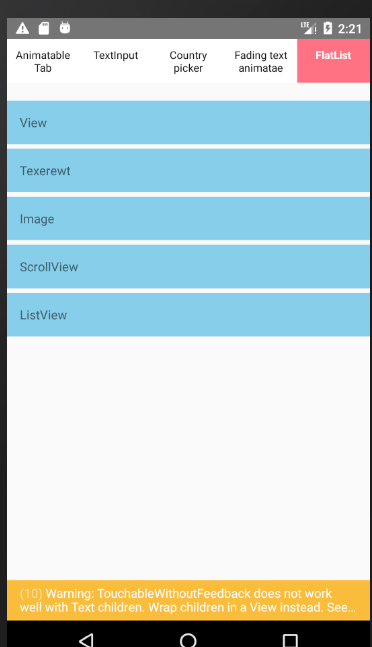 LTE 2:21
Animatable
Tab
TextInput
Country
picker
Fading text
animatae
FlatList
View
Texerewt
Image
ScrollView
ListView
(10) Warning: TouchableWithoutFeedback does not work
well with Text children. Wrap children in a View instead. See...